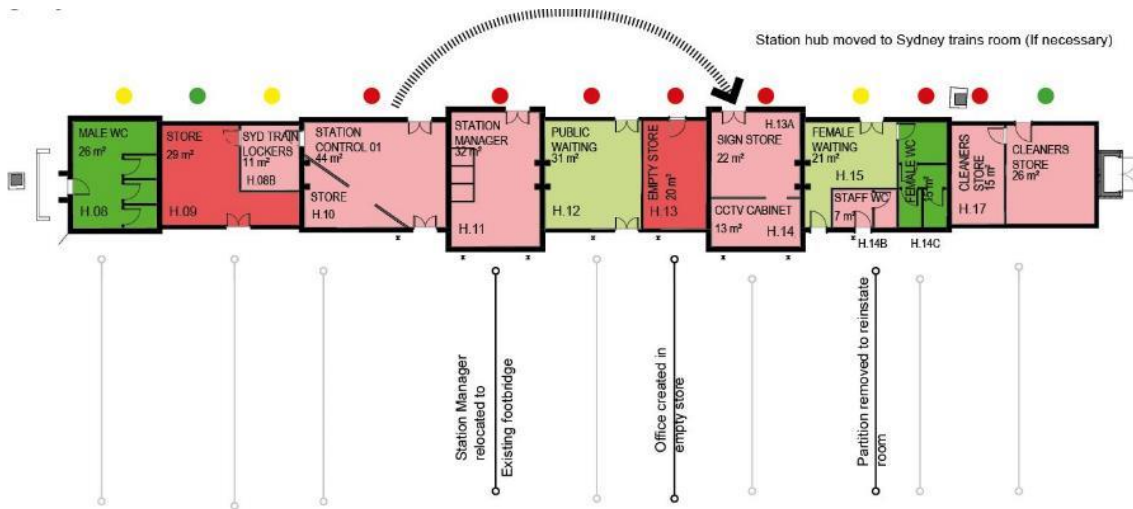 Station hub moved to Sydney trains room (If necessary)
MALE WC
26 m²
H.08
STORE
29 m²
H.09
SYD TRAIN
LOCKERS
11 m²
H.08B
STATION
CONTROL 01
44 m²
STORE
H.10
STATION
MANAGER
32 m²
H.11
PUBLIC
WAITING
31 m²
H.12
EMPTY STORE
20 m²
H.13
H.13A
SIGN STORE
22 m²
CCTV CABINET
13 m²
H.14
FEMALE
WAITING
21 m²
H.15
STAFF WC
7 m²
H.14B
FEMALE WC
H.14C
CLEANERS
STORE
15 m²
H.17
CLEANERS
STORE
26 m²
Station Manager
relocated to
Existing footbridge
Office created in
empty store
Partition removed to reinstate
room